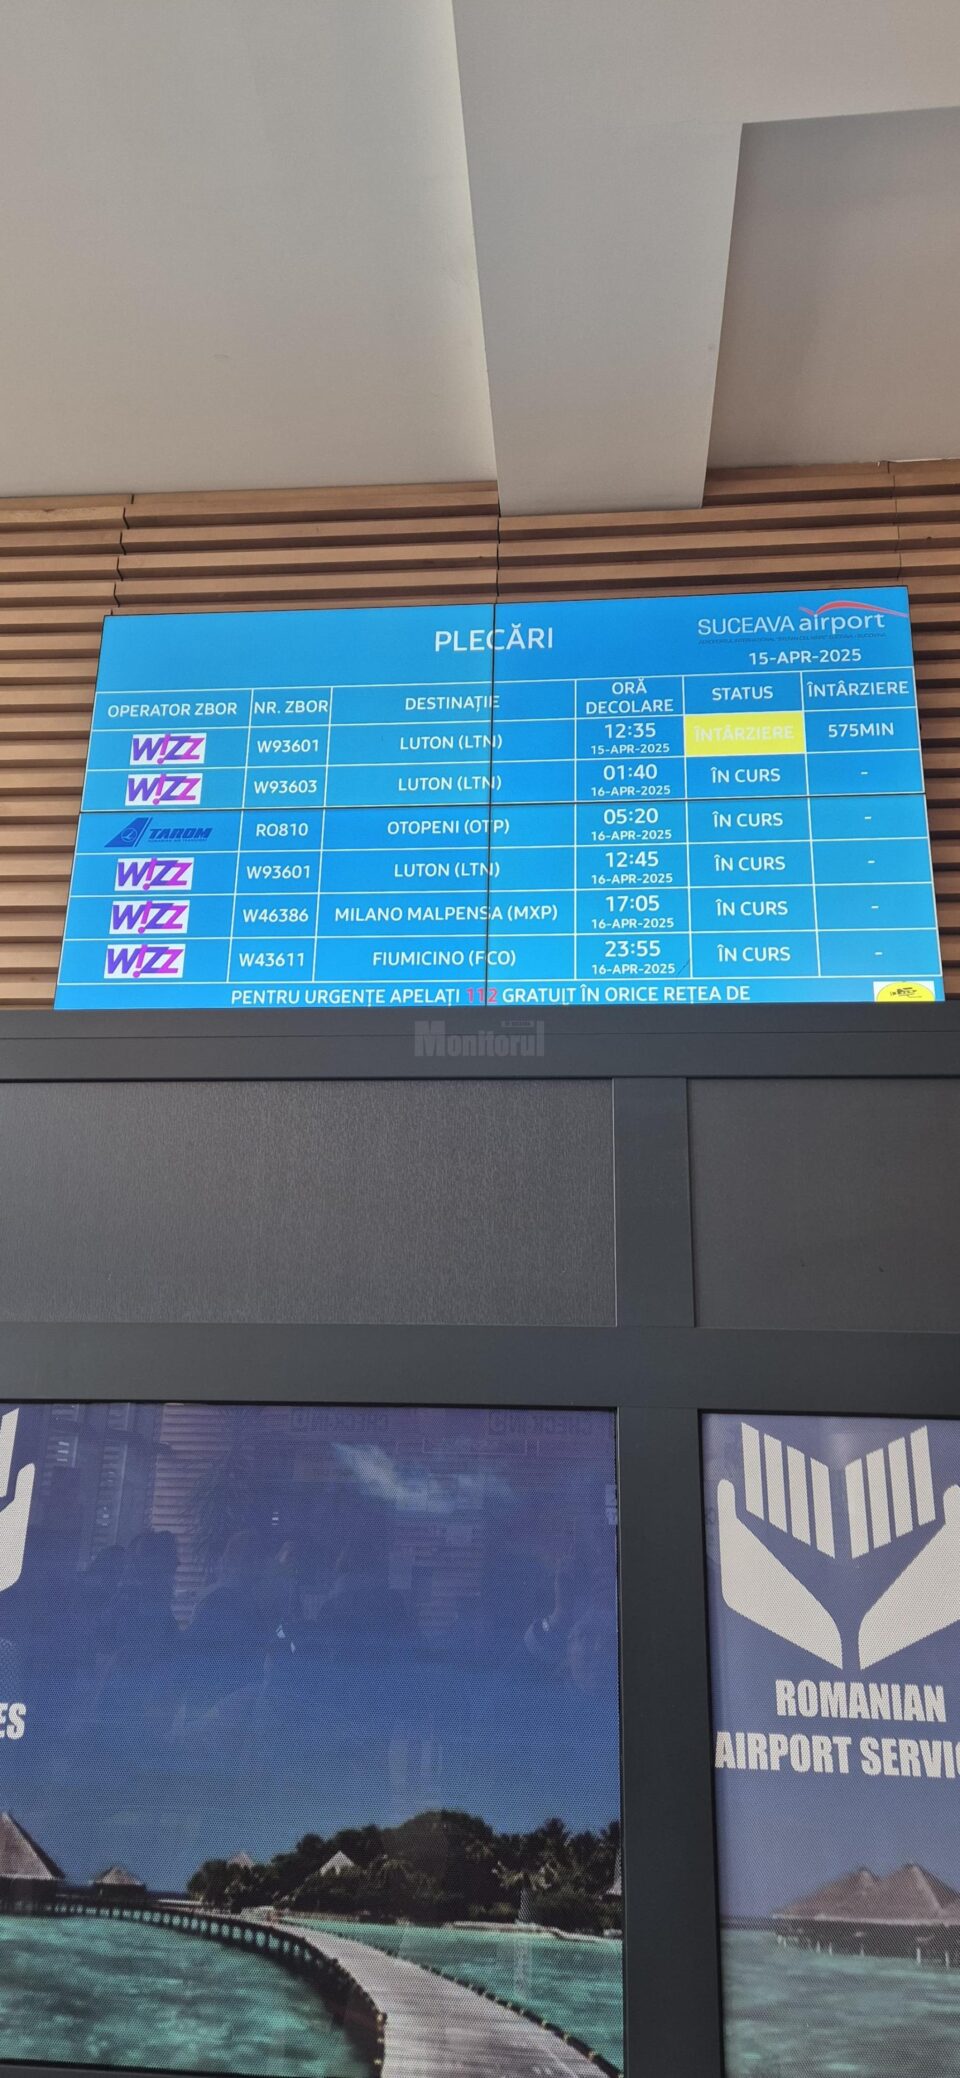 PLECĂRI
SUCEAVA airport
15-APR-2025
OPERATOR ZBOR NR. ZBOR DESTINAȚIE ORĂ DECOLARE STATUS ÎNTÂRZIERE
WIZZ W93601 LUTON (LTN) 12:35 15-APR-2025 ÎNTÂRZIERE 575MIN
WIZZ W93603 LUTON (LTN) 01:40 16-APR-2025 ÎN CURS -
TAROM RO810 OTOPENI (OTP) 05:20 16-APR-2025 ÎN CURS -
WIZZ W93601 LUTON (LTN) 12:45 16-APR-2025 ÎN CURS -
WIZZ W46386 MILANO MALPENSA (MXP) 17:05 16-APR-2025 ÎN CURS -
WIZZ W43611 FIUMICINO (FCO) 23:55 16-APR-2025 ÎN CURS -
PENTRU URGENȚE APELAȚI 112 GRATUIT ÎN ORICE REȚEA DE
Monitorul
ES
ROMANIAN
AIRPORT SERVIC